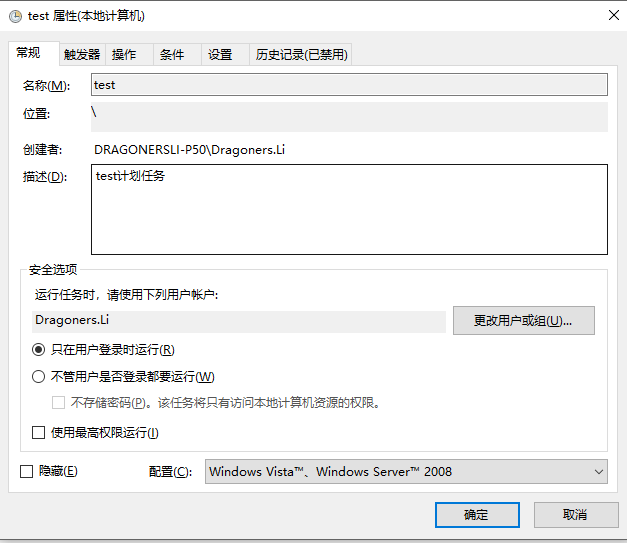 test 属性(本地计算机)
常规 触发器 操作 条件 设置 历史记录(已禁用)
名称(M): test
位置: \
创建者: DRAGONERSLI-P50\Dragoners.Li
描述(D): test计划任务
安全选项
运行任务时，请使用下列用户帐户:
Dragoners.Li 更改用户或组(U)...
只在用户登录时运行(R)
不管用户是否登录都要运行(W)
不存储密码(P)。该任务将只有访问本地计算机资源的权限。
使用最高权限运行(I)
隐藏(E) 配置(C): Windows Vista™、Windows Server™ 2008
确定 取消